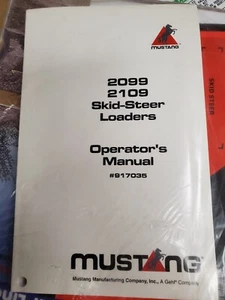 MUSTANG
2099
2109
Skid-Steer
Loaders
Operator's
Manual
#917035
MUSTANG
Mustang Manufacturing Company, Inc., A Gehl® Company
SKID STEER